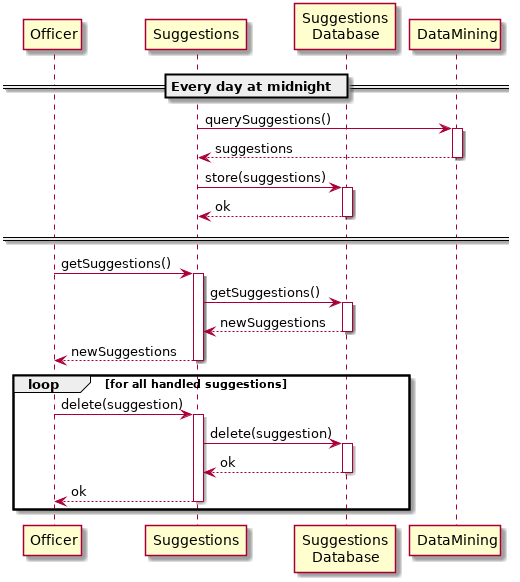 Officer
Suggestions
Suggestions
Database
DataMining
Every day at midnight
querySuggestions()
suggestions
store(suggestions)
ok
getSuggestions()
getSuggestions()
newSuggestions
newSuggestions
loop
[for all handled suggestions]
delete(suggestion)
delete(suggestion)
ok
ok
Officer
Suggestions
Suggestions
Database
DataMining